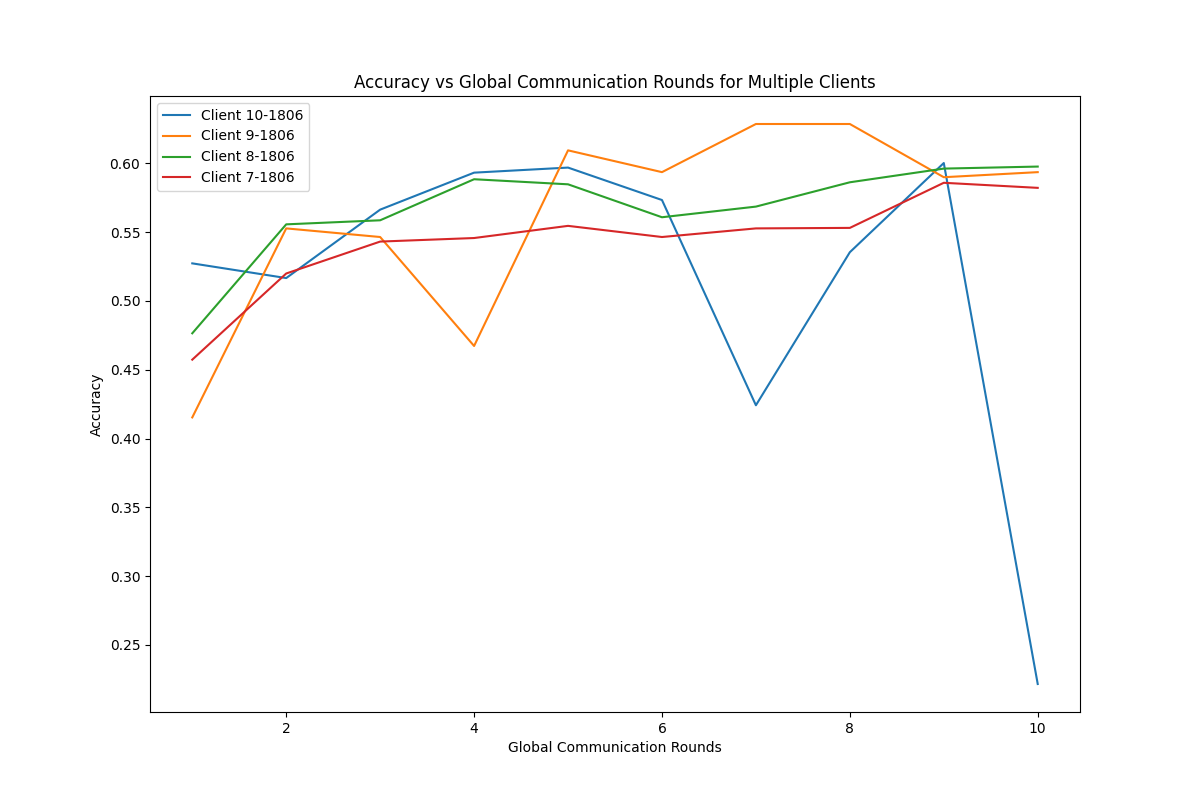 Accuracy vs Global Communication Rounds for Multiple Clients
Client 10-1806
Client 9-1806
Client 8-1806
Client 7-1806
0.60
0.55
0.50
0.45
0.40
0.35
0.30
0.25
Accuracy
2 4 6 8 10
Global Communication Rounds